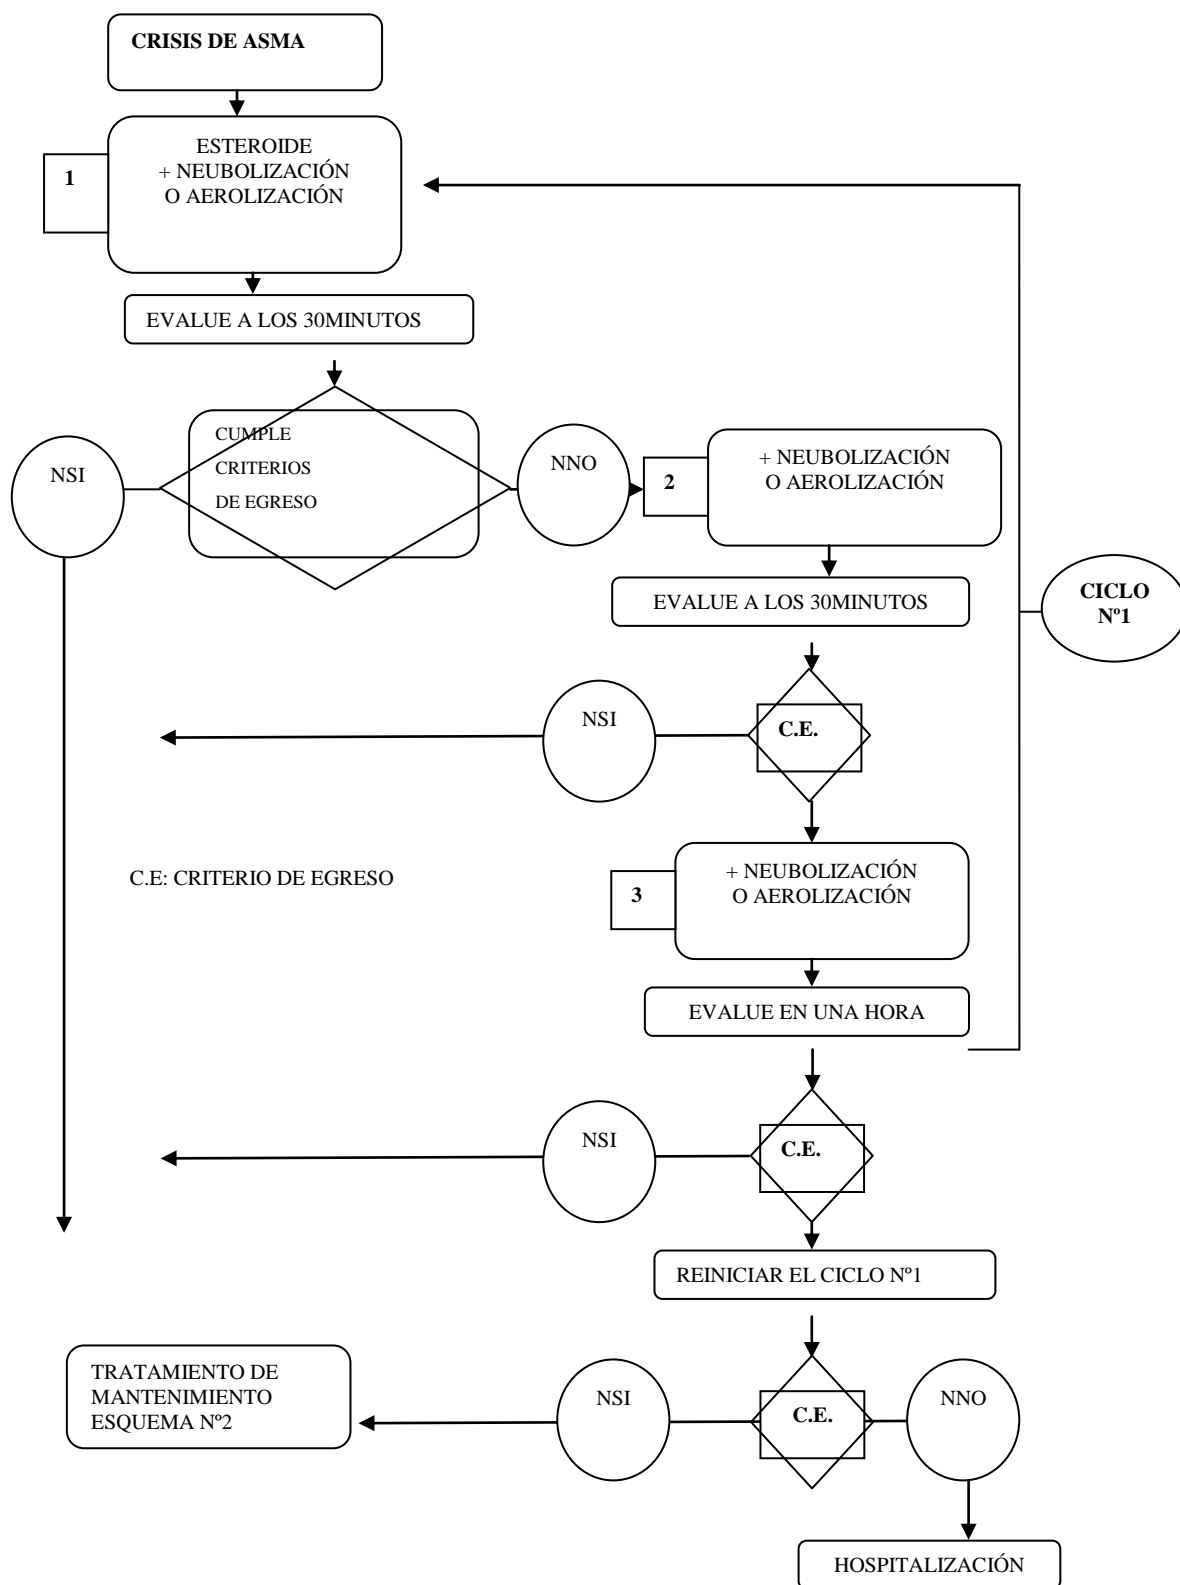 CRISIS DE ASMA
1
ESTEROIDE
+ NEUBOLIZACIÓN
O AEROLIZACIÓN
EVALUE A LOS 30MINUTOS
NSI
CUMPLE
CRITERIOS
DE EGRESO
NNO
2
+ NEUBOLIZACIÓN
O AEROLIZACIÓN
EVALUE A LOS 30MINUTOS
CICLO
Nº1
NSI
C.E.
C.E: CRITERIO DE EGRESO
3
+ NEUBOLIZACIÓN
O AEROLIZACIÓN
EVALUE EN UNA HORA
NSI
C.E.
REINICIAR EL CICLO Nº1
TRATAMIENTO DE
MANTENIMIENTO
ESQUEMA Nº2
NSI
C.E.
NNO
HOSPITALIZACIÓN